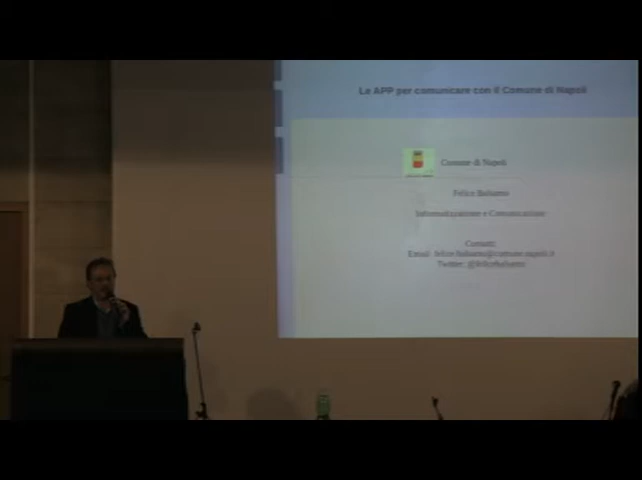 Le APP per comunicare con il Comune di Napoli
Comune di Napoli
Felice Balsamo
Informatizzazione e Comunicazione
Contatti:
Email: felice.balsamo@comune.napoli.it
Twitter: @felicebalsamo